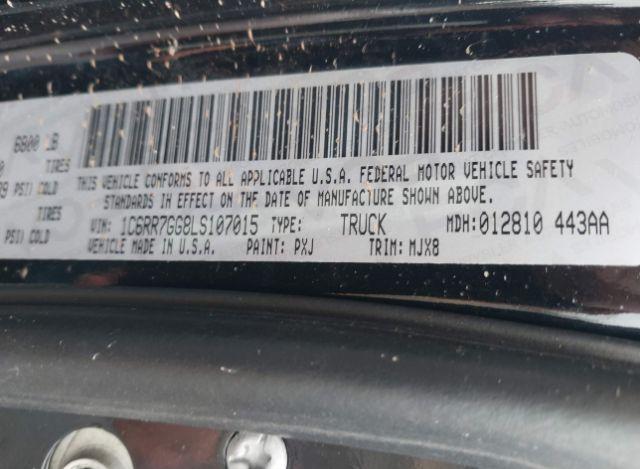 6800 LB
TIRES
PSI COLD
TIRES
PSI) COLD
THIS VEHICLE CONFORMS TO ALL APPLICABLE U.S.A. FEDERAL MOTOR VEHICLE SAFETY
STANDARDS IN EFFECT ON THE DATE OF MANUFACTURE SHOWN ABOVE.
VIN: 1C6RR7GG8LS107015 TYPE: TRUCK MDH:012810 443AA
VEHICLE MADE IN U.S.A. PAINT: PXJ TRIM: MJX8